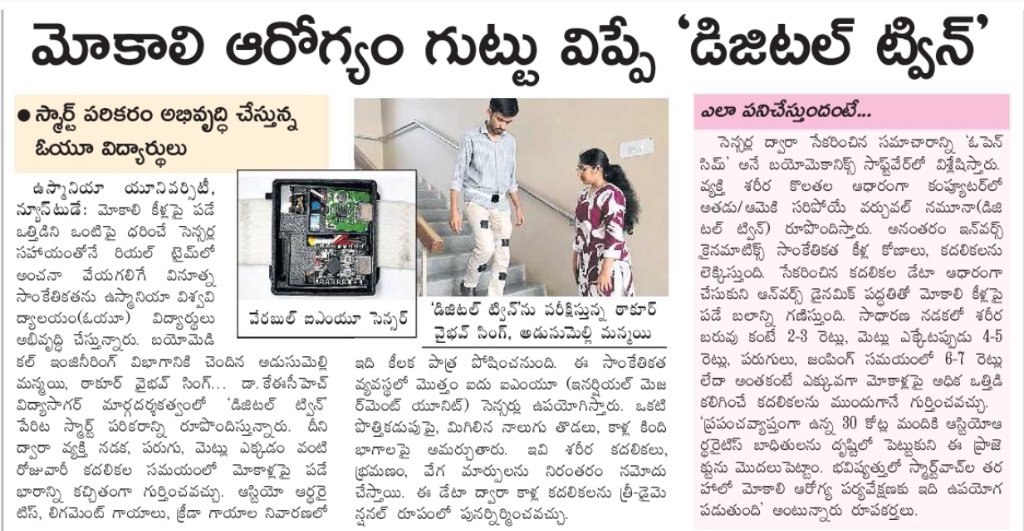 మోకాలి ఆరోగ్యం గుట్టు విప్పే ‘డిజిటల్ ట్విన్’
● స్మార్ట్ పరికరం అభివృద్ధి చేస్తున్న
ఓయూ విద్యార్థులు
ఉస్మానియా యూనివర్సిటీ,
న్యూస్‌టుడే: మోకాలి కీళ్లపై పడే
ఒత్తిడిని ఒంటిపై ధరించే సెన్సర్ల
సహాయంతోనే రియల్ టైమ్‌లో
అంచనా వేయగలిగే వినూత్న
సాంకేతికతను ఉస్మానియా విశ్వవి
ద్యాలయం(ఓయూ) విద్యార్థులు
అభివృద్ధి చేస్తున్నారు. బయోమెడి
కల్ ఇంజినీరింగ్ విభాగానికి చెందిన అడుసుమెల్లి
మన్మయి, ఠాకూర్ వైభవ్ సింగ్... డా.కేఈసీహెచ్
విద్యాసాగర్ మార్గదర్శకత్వంలో ‘డిజిటల్ ట్విన్’
పేరిట స్మార్ట్ పరికరాన్ని రూపొందిస్తున్నారు. దీని
ద్వారా వ్యక్తి నడక, పరుగు, మెట్లు ఎక్కడం వంటి
రోజువారీ కదలికల సమయంలో మోకాళ్లపై పడే
భారాన్ని కచ్చితంగా గుర్తించవచ్చు. ఆస్టియో ఆర్థరై
టిస్, లిగమెంట్ గాయాలు, క్రీడా గాయాల నివారణలో
వేరబుల్ ఐఎంయూ సెన్సర్
‘డిజిటల్ ట్విన్’ను పరీక్షిస్తున్న ఠాకూర్
వైభవ్ సింగ్, అడుసుమెల్లి మన్మయి
ఇది కీలక పాత్ర పోషించనుంది. ఈ సాంకేతికత
వ్యవస్థలో మొత్తం ఐదు ఐఎంయూ (ఇనర్షియల్ మెజ
ర్‌మెంట్ యూనిట్) సెన్సర్లు ఉపయోగిస్తారు. ఒకటి
పొత్తికడుపుపై, మిగిలిన నాలుగు తొడలు, కాళ్ల కింది
భాగాలపై అమర్చుతారు. ఇవి శరీర కదలికలు,
భ్రమణం, వేగ మార్పులను నిరంతరం నమోదు
చేస్తాయి. ఈ డేటా ద్వారా కాళ్ల కదలికలను త్రీ-డైమె
న్షనల్ రూపంలో పునర్నిర్మించవచ్చు.
ఎలా పనిచేస్తుందంటే...
సెన్సర్ల ద్వారా సేకరించిన సమాచారాన్ని ‘ఓపెన్
సిమ్’ అనే బయోమెకానిక్స్ సాఫ్ట్‌వేర్‌లో విశ్లేషిస్తారు.
వ్యక్తి శరీర కొలతల ఆధారంగా కంప్యూటర్‌లో
అతడు/ఆమెకి సరిపోయే వర్చువల్ నమూనా(డిజి
టల్ ట్విన్) రూపొందిస్తారు. అనంతరం ఇన్‌వర్స్
కైనమాటిక్స్ సాంకేతికత కీళ్ల కోణాలు, కదలికలను
లెక్కిస్తుంది. సేకరించిన కదలికల డేటా ఆధారంగా
చేసుకుని ఆన్‌వర్స్ డైనమిక్ పద్ధతితో మోకాలి కీళ్లపై
పడే బలాన్ని గణిస్తుంది. సాధారణ నడకలో శరీర
బరువు కంటే 2-3 రెట్లు, మెట్లు ఎక్కేటప్పుడు 4-5
రెట్లు, పరుగులు, జంపింగ్ సమయంలో 6-7 రెట్లు
లేదా అంతకంటే ఎక్కువగా మోకాళ్లపై అధిక ఒత్తిడి
కలిగించే కదలికలను ముందుగానే గుర్తించవచ్చు.
‘ప్రపంచవ్యాప్తంగా ఉన్న 30 కోట్ల మందికి ఆస్టియోఆ
ర్థరైటిస్ బాధితులను దృష్టిలో పెట్టుకుని ఈ ప్రాజె
క్టును మొదలుపెట్టాం. భవిష్యత్తులో స్మార్ట్‌వాచ్‌ల తర
హాలో మోకాలి ఆరోగ్య పర్యవేక్షణకు ఇది ఉపయోగ
పడుతుంది’ అంటున్నారు రూపకర్తలు.